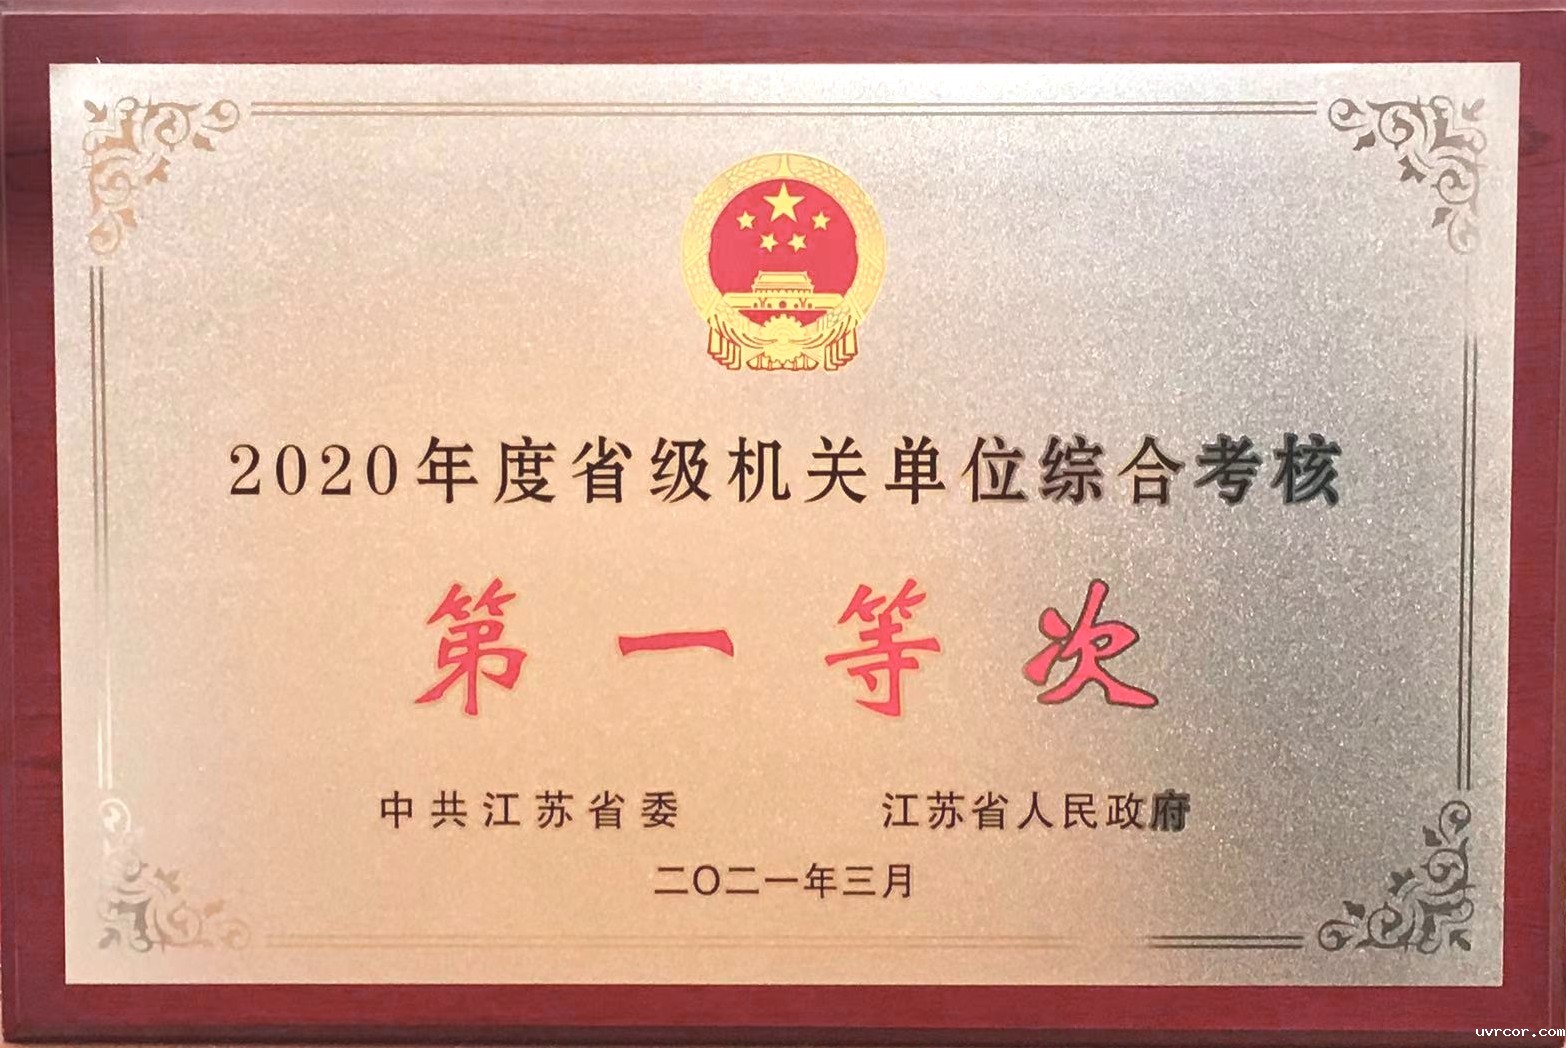 2020年度省级机关单位综合考核
第一等次
中共江苏省委 江苏省人民政府
二〇二一年三月
uvrcor.com